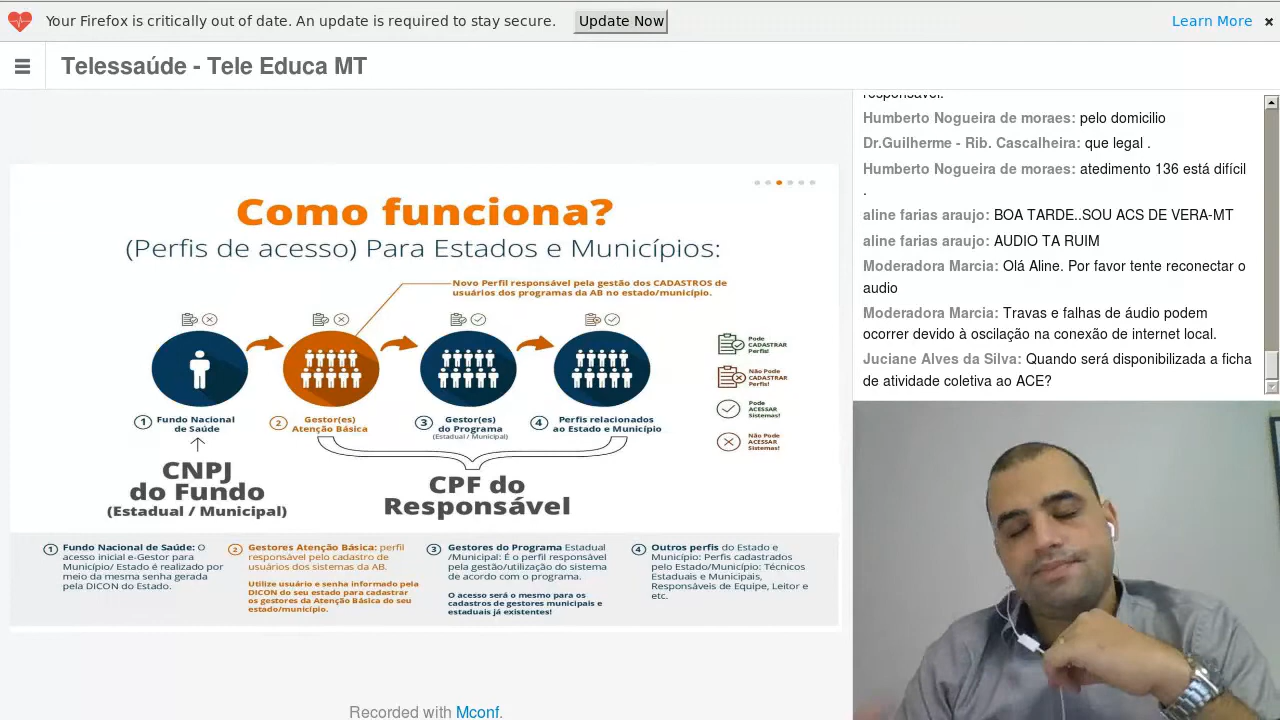 Your Firefox is critically out of date. An update is required to stay secure.
Update Now
Learn More
Telessaúde - Tele Educa MT
Como funciona?
(Perfis de acesso) Para Estados e Municípios:
Novo Perfil responsável pela gestão dos CADASTROS de
usuários dos programas da AB no estado/município.
1 Fundo Nacional
de Saúde
2 Gestor(es)
Atenção Básica
3 Gestor(es)
do Programa
(Estadual / Municipal)
4 Perfis relacionados
ao Estado e Município
CNPJ
do Fundo
(Estadual / Municipal)
CPF do
Responsável
Pode
CADASTRAR
Perfis!
Não Pode
CADASTRAR
Perfis!
Pode
ACESSAR
Sistemas!
Não Pode
ACESSAR
Sistemas!
1 Fundo Nacional de Saúde: O
acesso inicial e-Gestor para
Município/ Estado é realizado por
meio da mesma senha gerada
pela DICON do Estado.
2 Gestores Atenção Básica: perfil
responsável pelo cadastro de
usuários dos sistemas da AB.
Utilize usuário e senha informado pela
DICON do seu estado para cadastrar
os gestores da Atenção Básica do seu
estado/município.
3 Gestores do Programa Estadual
/Municipal: É o perfil responsável
pela gestão/utilização do sistema
de acordo com o programa.
O acesso será o mesmo para os
cadastros de gestores municipais e
estaduais já existentes!
4 Outros perfis do Estado e
Município: Perfis cadastrados
pelo Estado/Município: Técnicos
Estaduais e Municipais,
Responsáveis de Equipe, Leitor e
etc.
Recorded with Mconf.
responsável.
Humberto Nogueira de moraes: pelo domicilio
Dr.Guilherme - Rib. Cascalheira: que legal .
Humberto Nogueira de moraes: atedimento 136 está difícil
.
aline farias araujo: BOA TARDE..SOU ACS DE VERA-MT
aline farias araujo: AUDIO TA RUIM
Moderadora Marcia: Olá Aline. Por favor tente reconectar o
audio
Moderadora Marcia: Travas e falhas de áudio podem
ocorrer devido à oscilação na conexão de internet local.
Juciane Alves da Silva: Quando será disponibilizada a ficha
de atividade coletiva ao ACE?